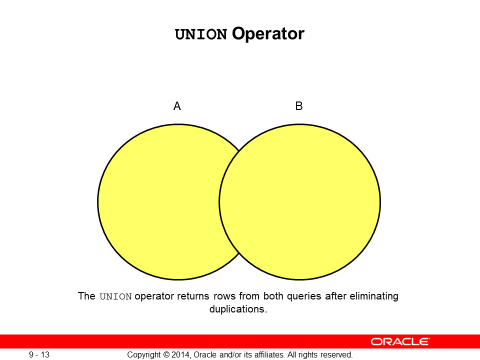 UNION Operator
A B
The UNION operator returns rows from both queries after eliminating
duplications.
ORACLE
9 - 13 Copyright © 2014, Oracle and/or its affiliates. All rights reserved.